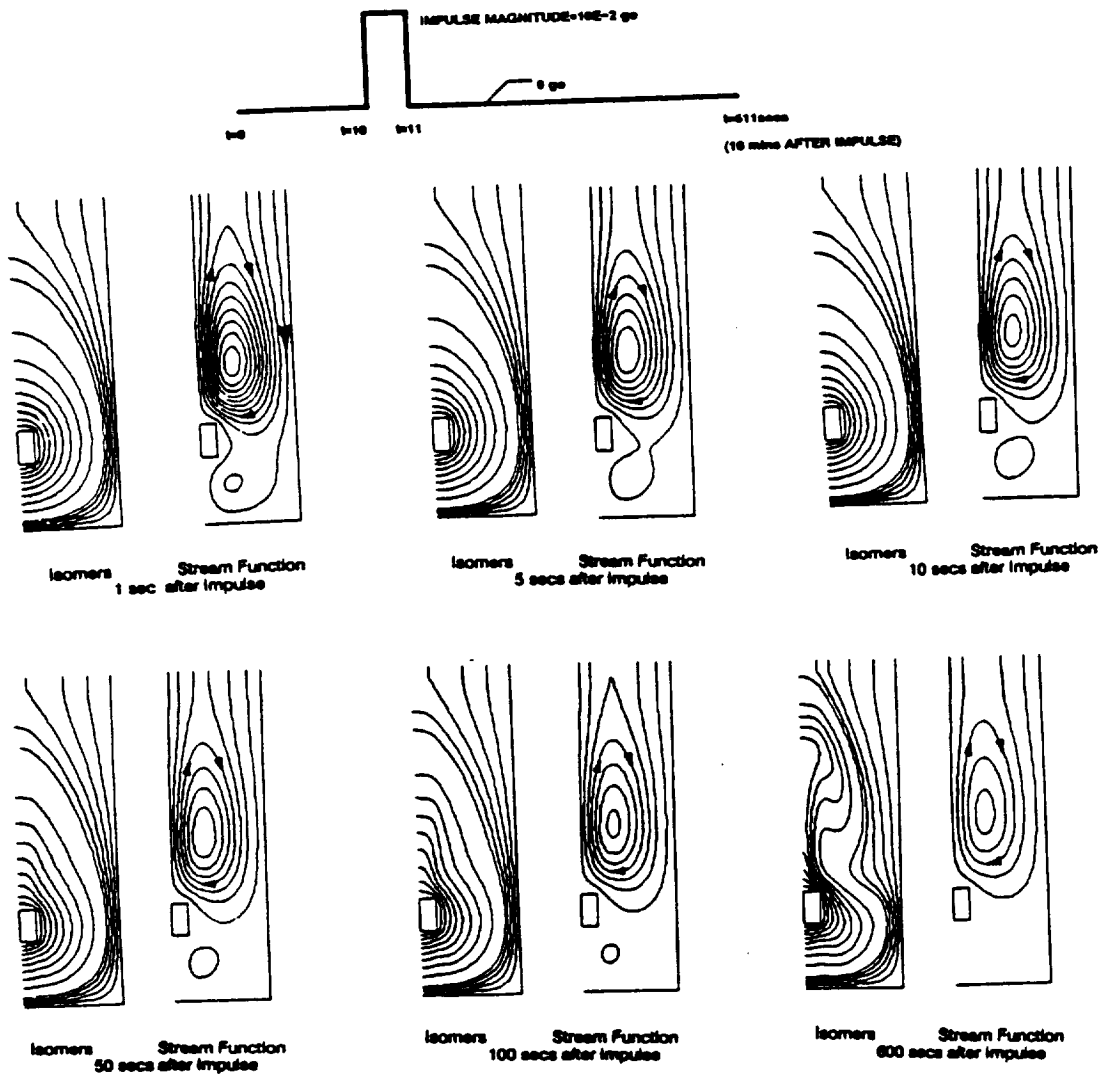 IMPULSE MAGNITUDE=10E-2 go
0 go
t=0
t=10
t=11
t=611secs
(10 mins AFTER IMPULSE)
Isomers Stream Function
1 sec after Impulse
Isomers Stream Function
5 secs after Impulse
Isomers Stream Function
10 secs after Impulse
Isomers Stream Function
50 secs after Impulse
Isomers Stream Function
100 secs after Impulse
Isomers Stream Function
600 secs after Impulse